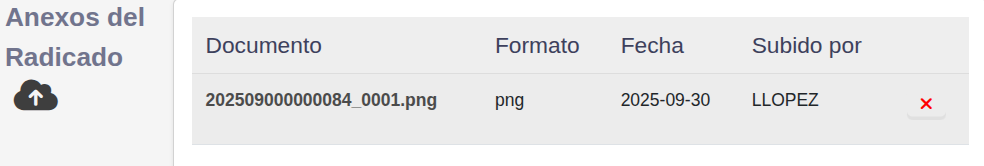 Anexos del
Radicado
Documento Formato Fecha Subido por
202509000000084_0001.png png 2025-09-30 LLOPEZ